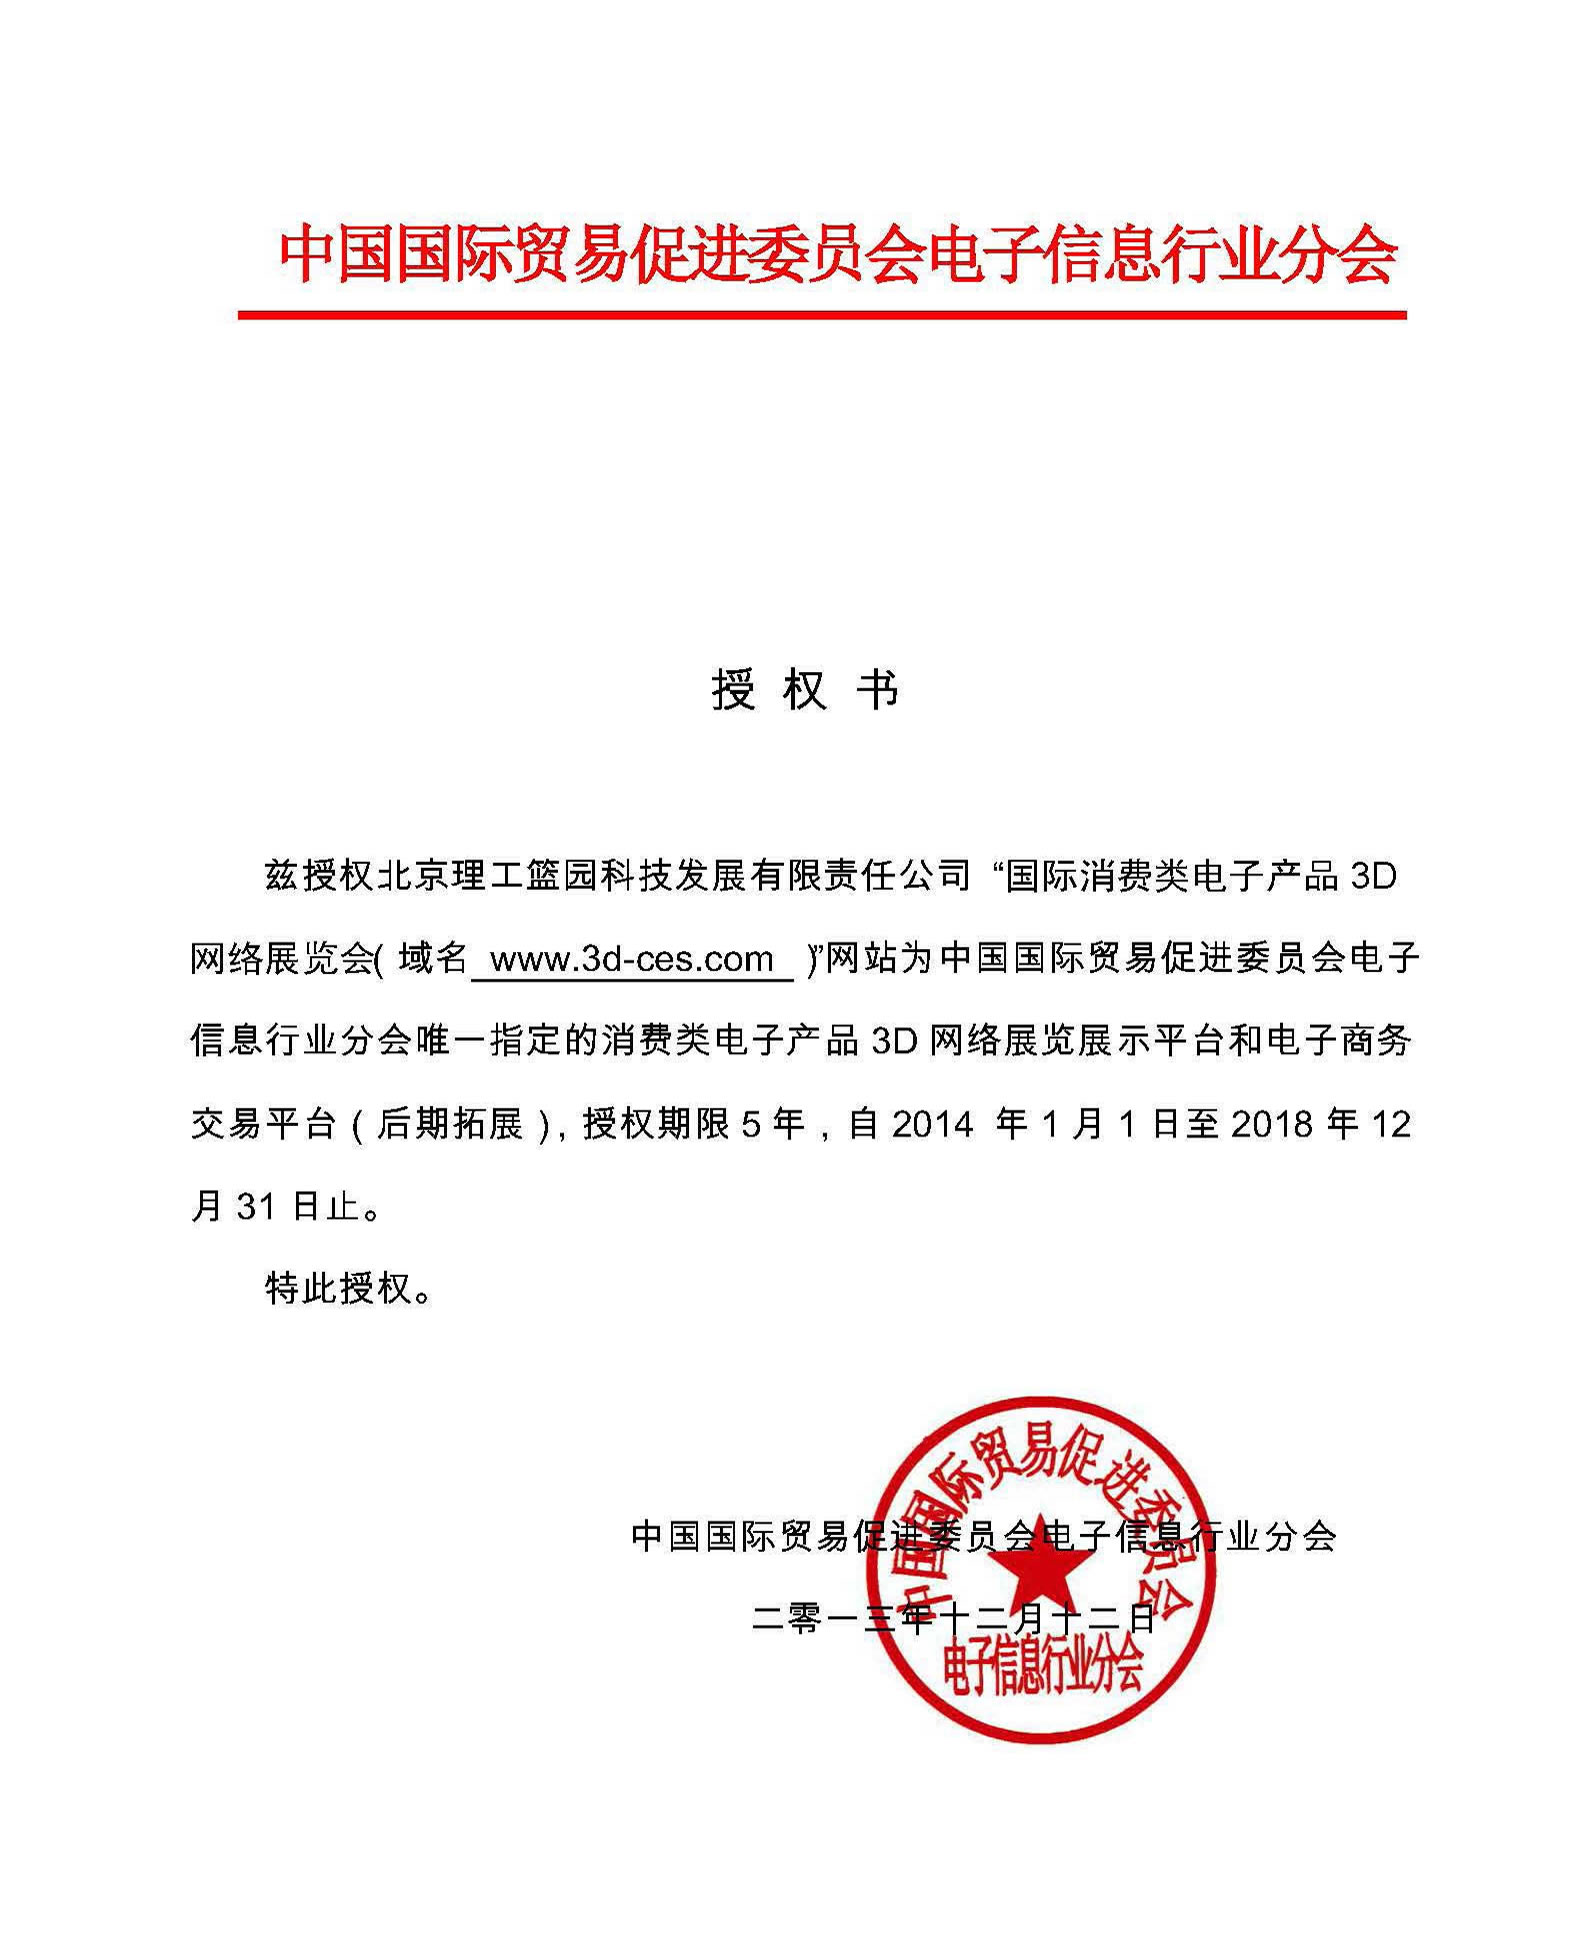 中国国际贸易促进委员会电子信息行业分会
授 权 书
兹授权北京理工篮园科技发展有限责任公司 “国际消费类电子产品 3D
网络展览会( 域名 www.3d-ces.com )”网站为中国国际贸易促进委员会电子
信息行业分会唯一指定的消费类电子产品 3D 网络展览展示平台和电子商务
交易平台（后期拓展），授权期限 5 年，自 2014 年 1 月 1 日至 2018 年 12
月 31 日止。
特此授权。
中国国际贸易促进委员会电子信息行业分会
二零一三年十二月十二日
中国国际贸易促进委员会
电子信息行业分会